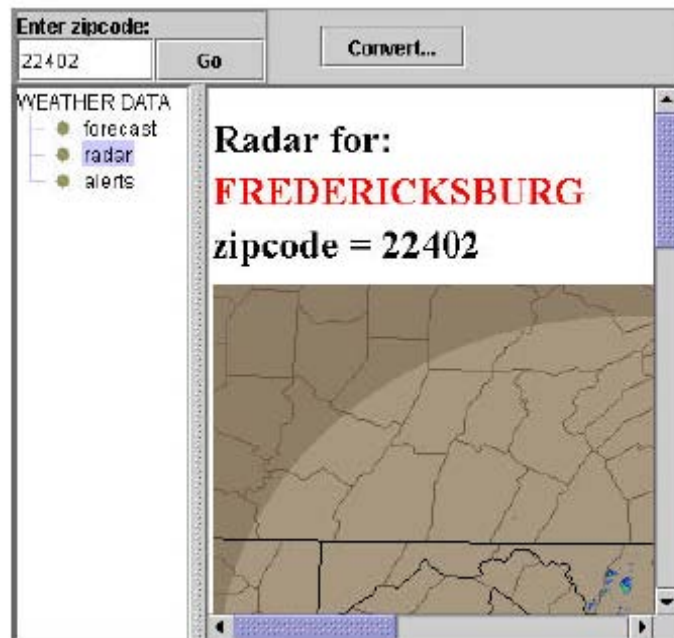 Enter zipcode:
22402
Go
Convert...
WEATHER DATA
forecast
radar
alerts
Radar for:
FREDERICKSBURG
zipcode = 22402